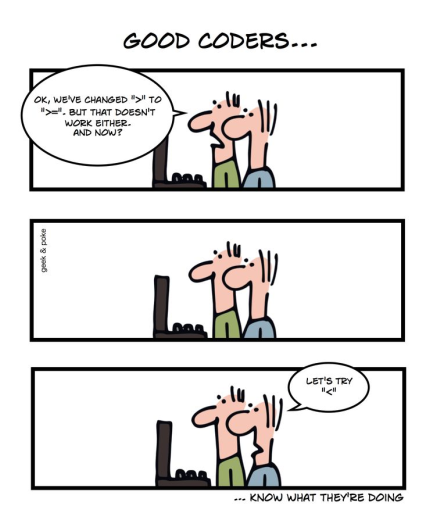 GOOD CODERS...
OK, WE'VE CHANGED ">" TO
">=". BUT THAT DOESN'T
WORK EITHER.
AND NOW?
geek & poke
LET'S TRY
"<"
... KNOW WHAT THEY'RE DOING